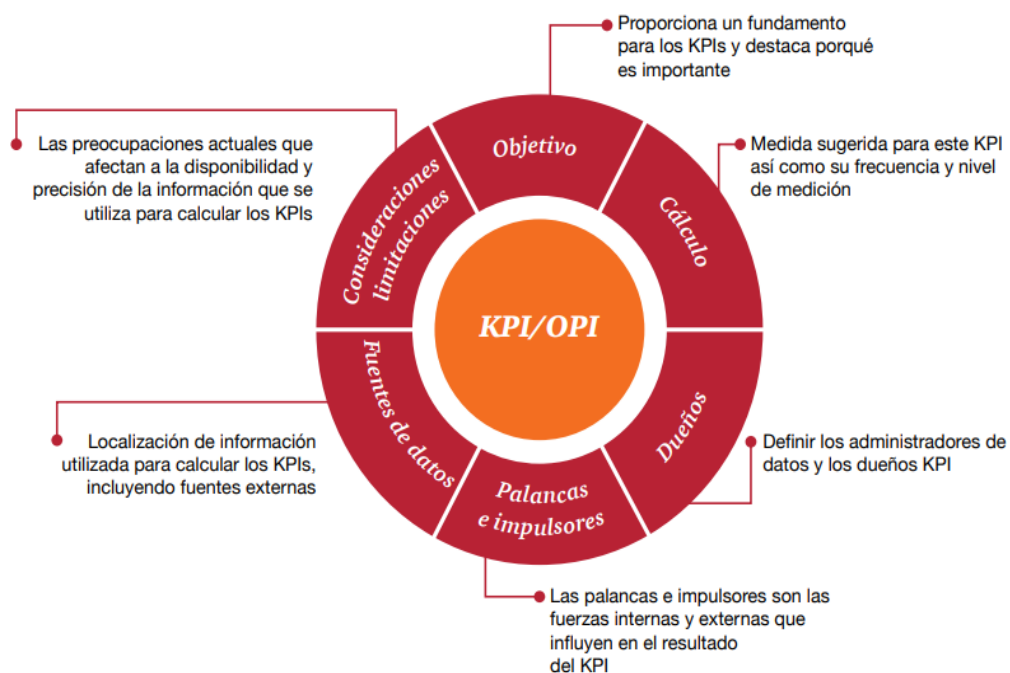 Proporciona un fundamento
para los KPIs y destaca porqué
es importante
Objetivo
Medida sugerida para este KPI
así como su frecuencia y nivel
de medición
Cálculo
Definir los administradores de
datos y los dueños KPI
Dueños
Las palancas e impulsores son las
fuerzas internas y externas que
influyen en el resultado
del KPI
Palancas
e impulsores
Localización de información
utilizada para calcular los KPIs,
incluyendo fuentes externas
Fuentes de datos
Las preocupaciones actuales que
afectan a la disponibilidad y
precisión de la información que se
utiliza para calcular los KPIs
Consideraciones
limitaciones
KPI/OPI